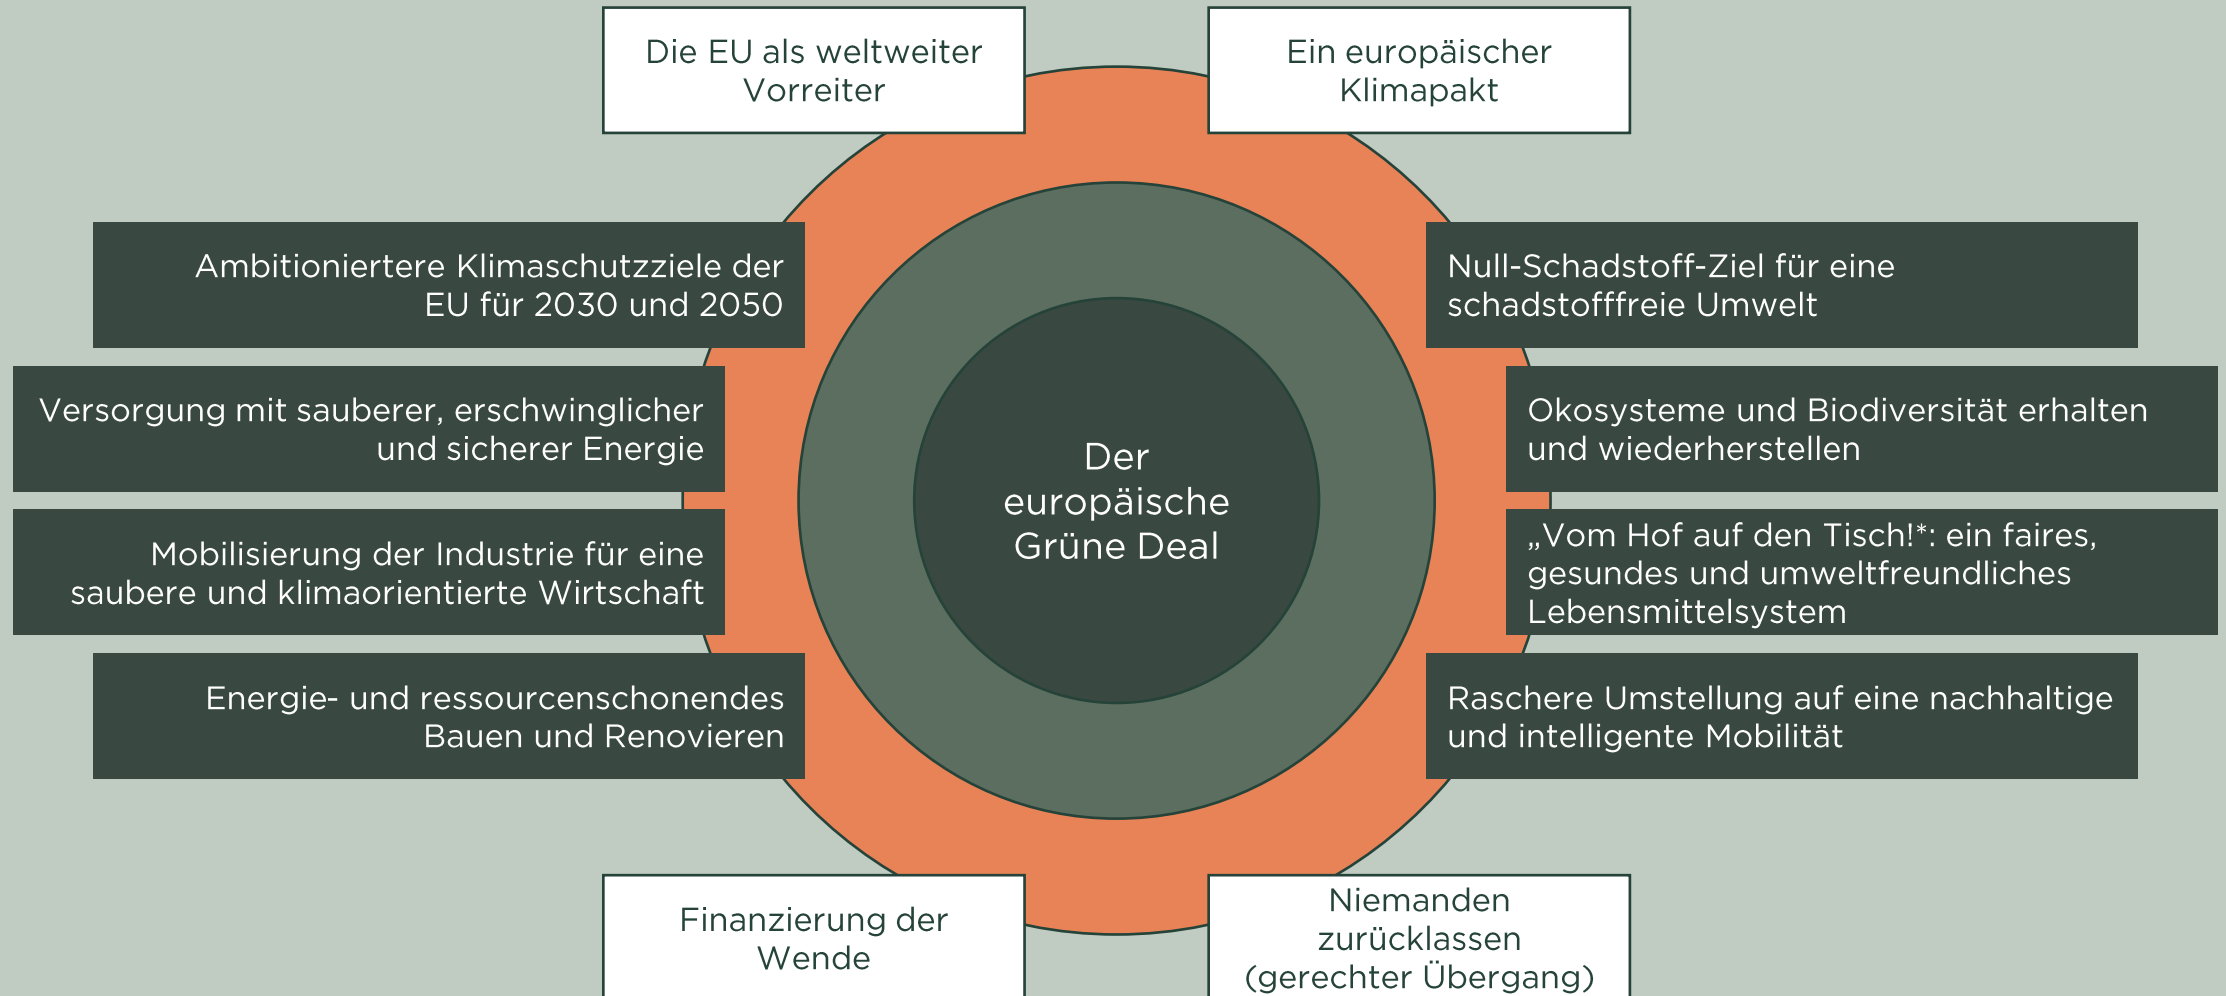 Die EU als weltweiter
Vorreiter
Ein europäischer
Klimapakt
Ambitioniertere Klimaschutzziele der
EU für 2030 und 2050
Versorgung mit sauberer, erschwinglicher
und sicherer Energie
Mobilisierung der Industrie für eine
saubere und klimaorientierte Wirtschaft
Energie- und ressourcenschonendes
Bauen und Renovieren
Der
europäische
Grüne Deal
Null-Schadstoff-Ziel für eine
schadstofffreie Umwelt
Okosysteme und Biodiversität erhalten
und wiederherstellen
„Vom Hof auf den Tisch!*: ein faires,
gesundes und umweltfreundliches
Lebensmittelsystem
Raschere Umstellung auf eine nachhaltige
und intelligente Mobilität
Finanzierung der
Wende
Niemanden
zurücklassen
(gerechter Übergang)